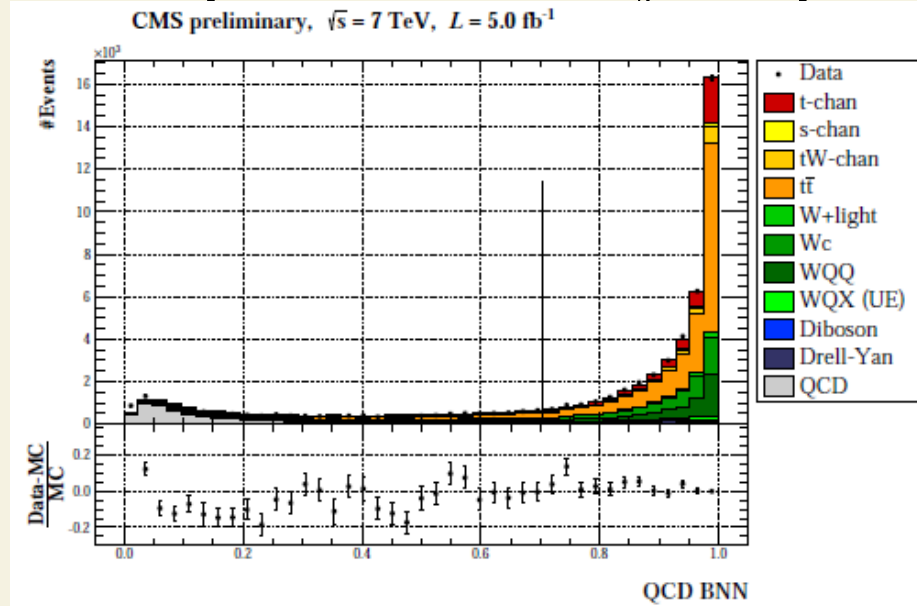 CMS preliminary, √s = 7 TeV, L = 5.0 fb⁻¹
×10³
#Events
16
14
12
10
8
6
4
2
0
Data
t-chan
s-chan
tW-chan
tt̄
W+light
Wc
WQQ
WQX (UE)
Diboson
Drell-Yan
QCD
Data-MC
MC
0.2
0.0
-0.2
0.0 0.2 0.4 0.6 0.8 1.0
QCD BNN